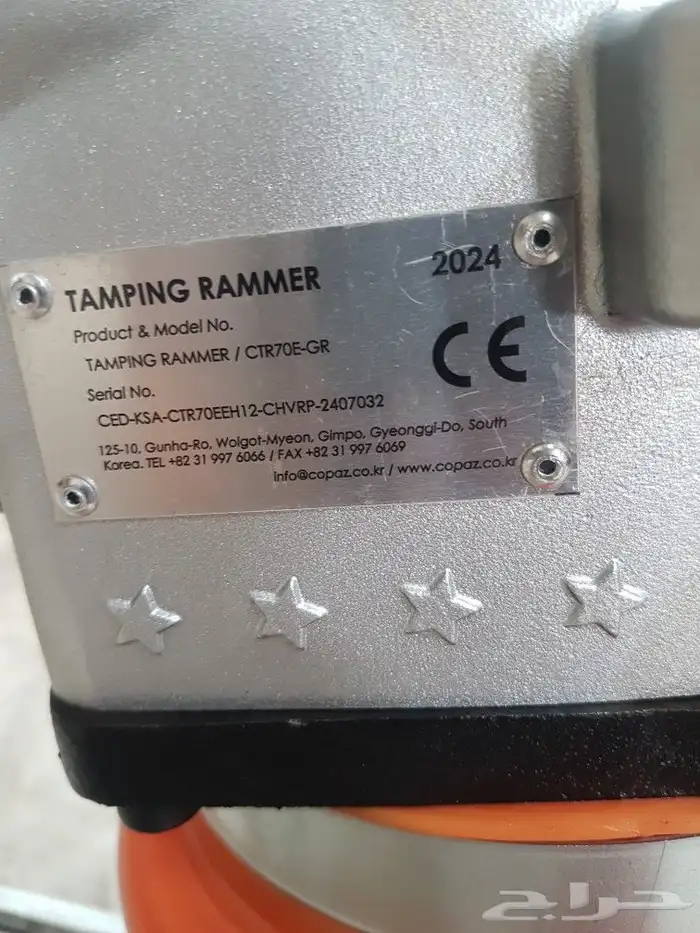 TAMPING RAMMER
2024
Product & Model No.
TAMPING RAMMER / CTR70E-GR
CE
Serial No.
CED-KSA-CTR70EEH12-CHVRP-2407032
125-10, Gunha-Ro, Wolgot-Myeon, Gimpo, Gyeonggi-Do, South
Korea. TEL +82 31 997 6066 / FAX +82 31 997 6069
info@copaz.co.kr / www.copaz.co.kr
حراج